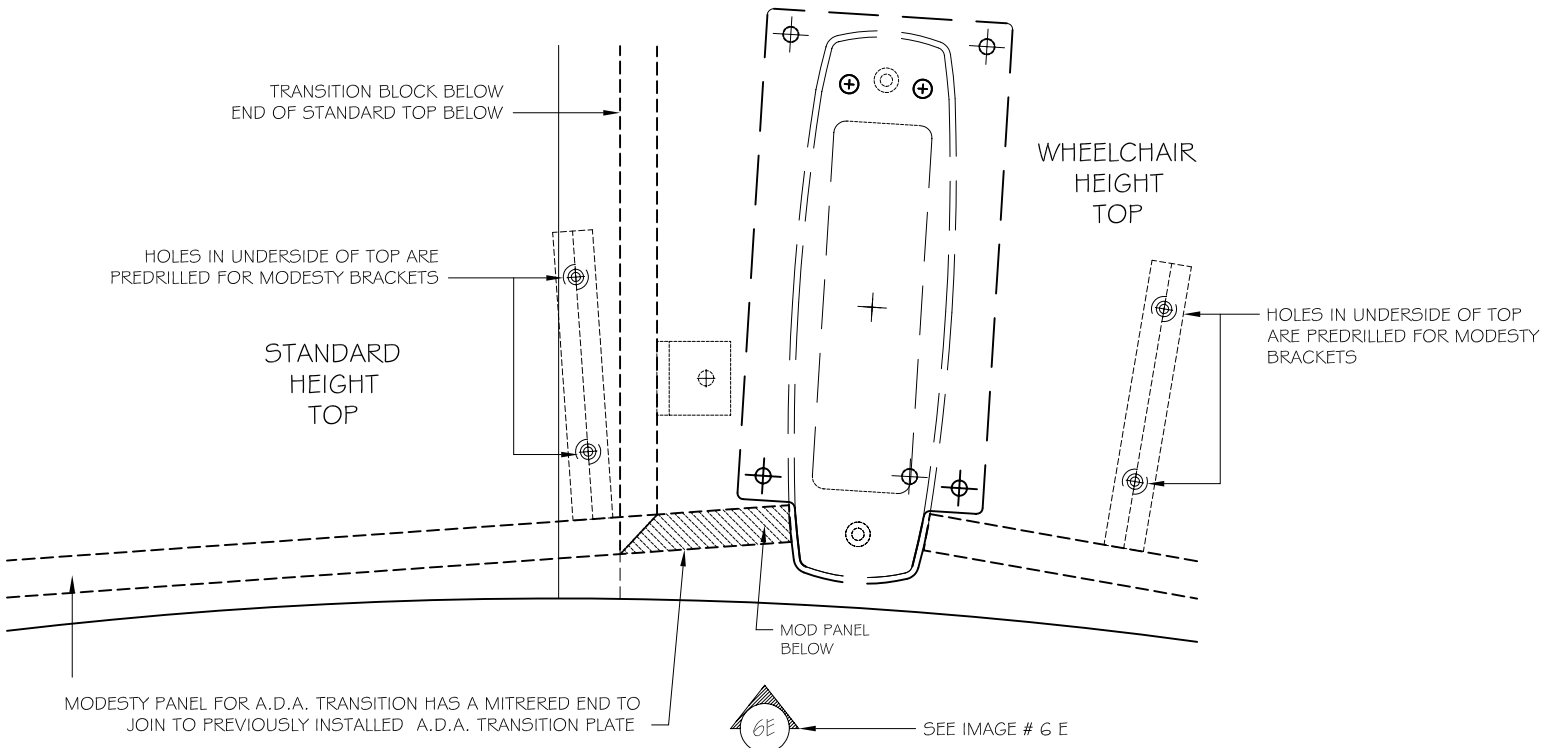 TRANSITION BLOCK BELOW
END OF STANDARD TOP BELOW
WHEELCHAIR
HEIGHT
TOP
HOLES IN UNDERSIDE OF TOP ARE
PREDRILLED FOR MODESTY BRACKETS
HOLES IN UNDERSIDE OF TOP
ARE PREDRILLED FOR MODESTY
BRACKETS
STANDARD
HEIGHT
TOP
MOD PANEL
BELOW
MODESTY PANEL FOR A.D.A. TRANSITION HAS A MITRERED END TO
JOIN TO PREVIOUSLY INSTALLED A.D.A. TRANSITION PLATE
6E
SEE IMAGE # 6 E